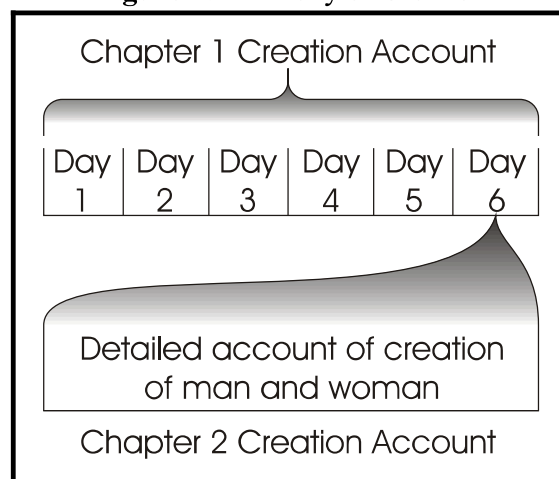 Chapter 1 Creation Account
Day Day Day Day Day Day
1 2 3 4 5 6
Detailed account of creation
of man and woman
Chapter 2 Creation Account